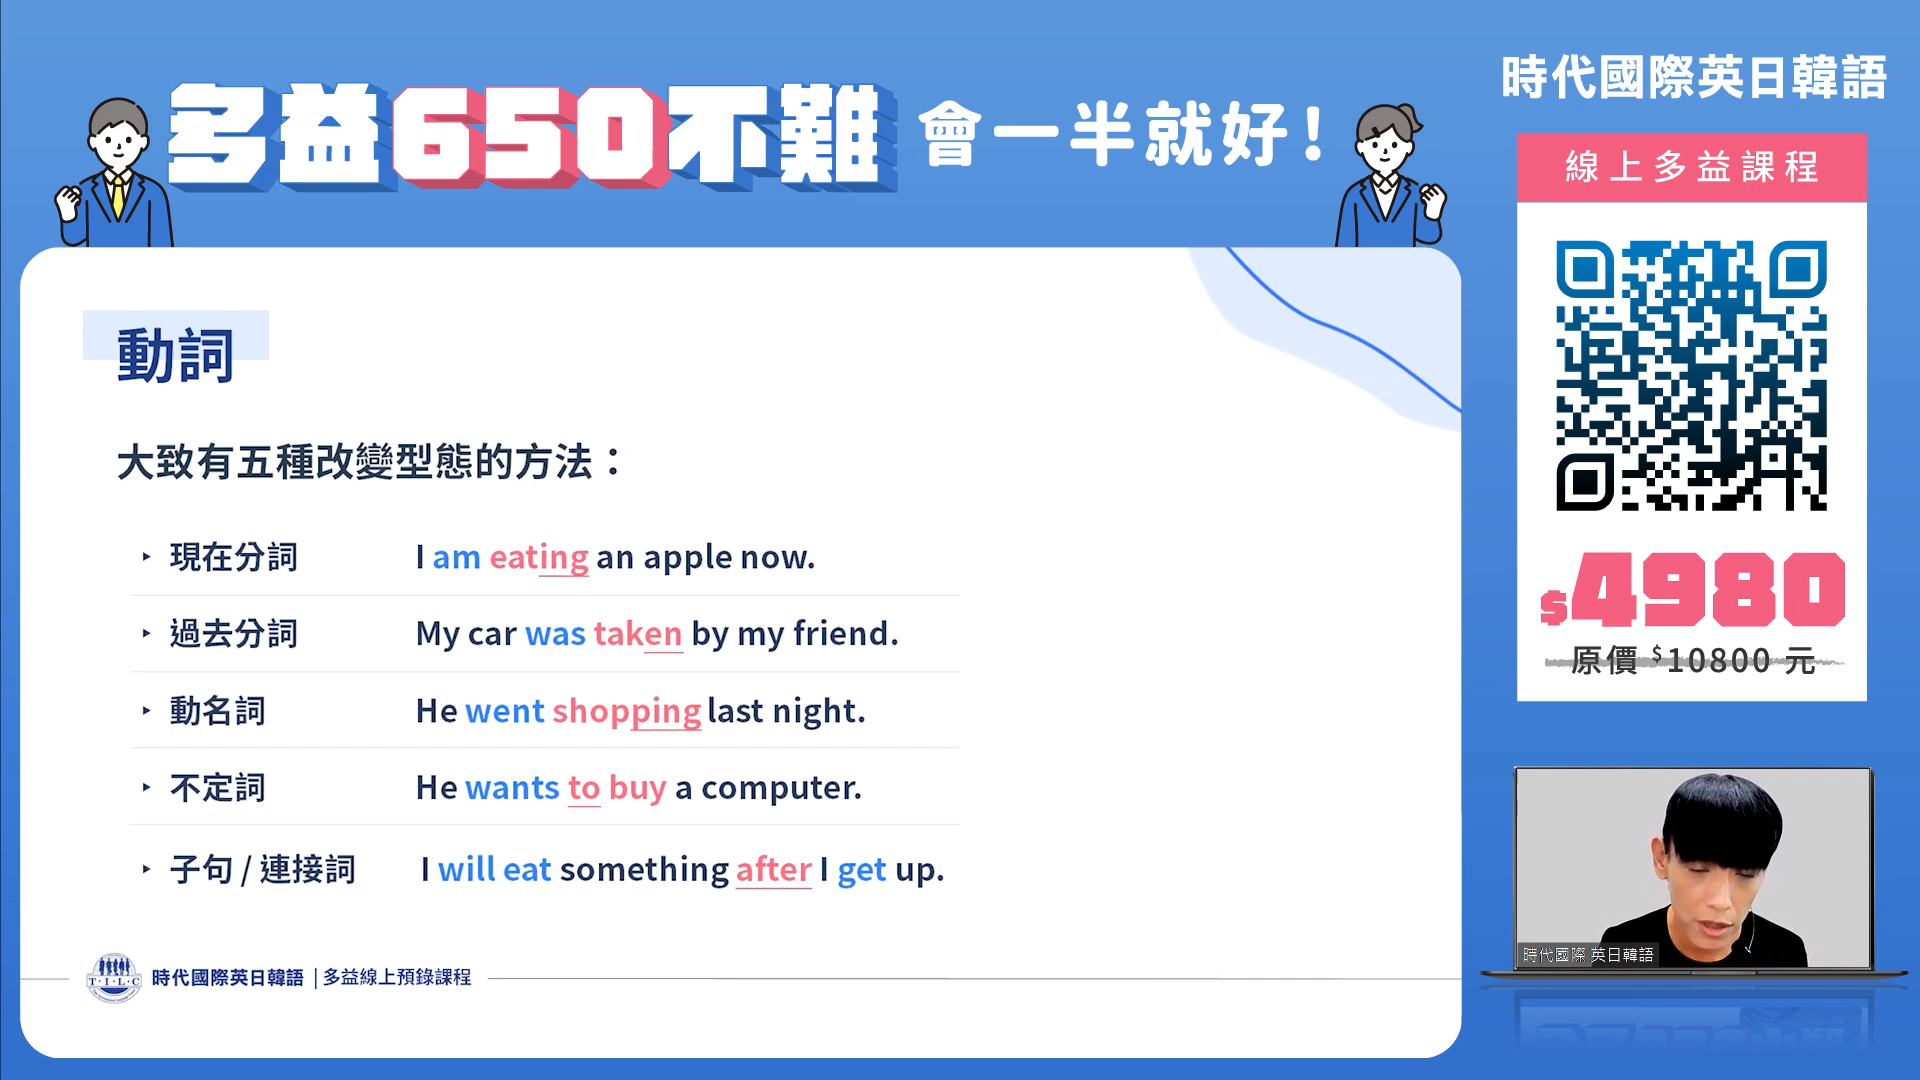 多益650不難 會一半就好！
時代國際英日韓語
線上多益課程
$4980
原價 $10800 元
動詞
大致有五種改變型態的方法：
‣ 現在分詞 I am eating an apple now.
‣ 過去分詞 My car was taken by my friend.
‣ 動名詞 He went shopping last night.
‣ 不定詞 He wants to buy a computer.
‣ 子句 / 連接詞 I will eat something after I get up.
T·I·L·C
時代國際英日韓語 | 多益線上預錄課程
時代國際 英日韓語